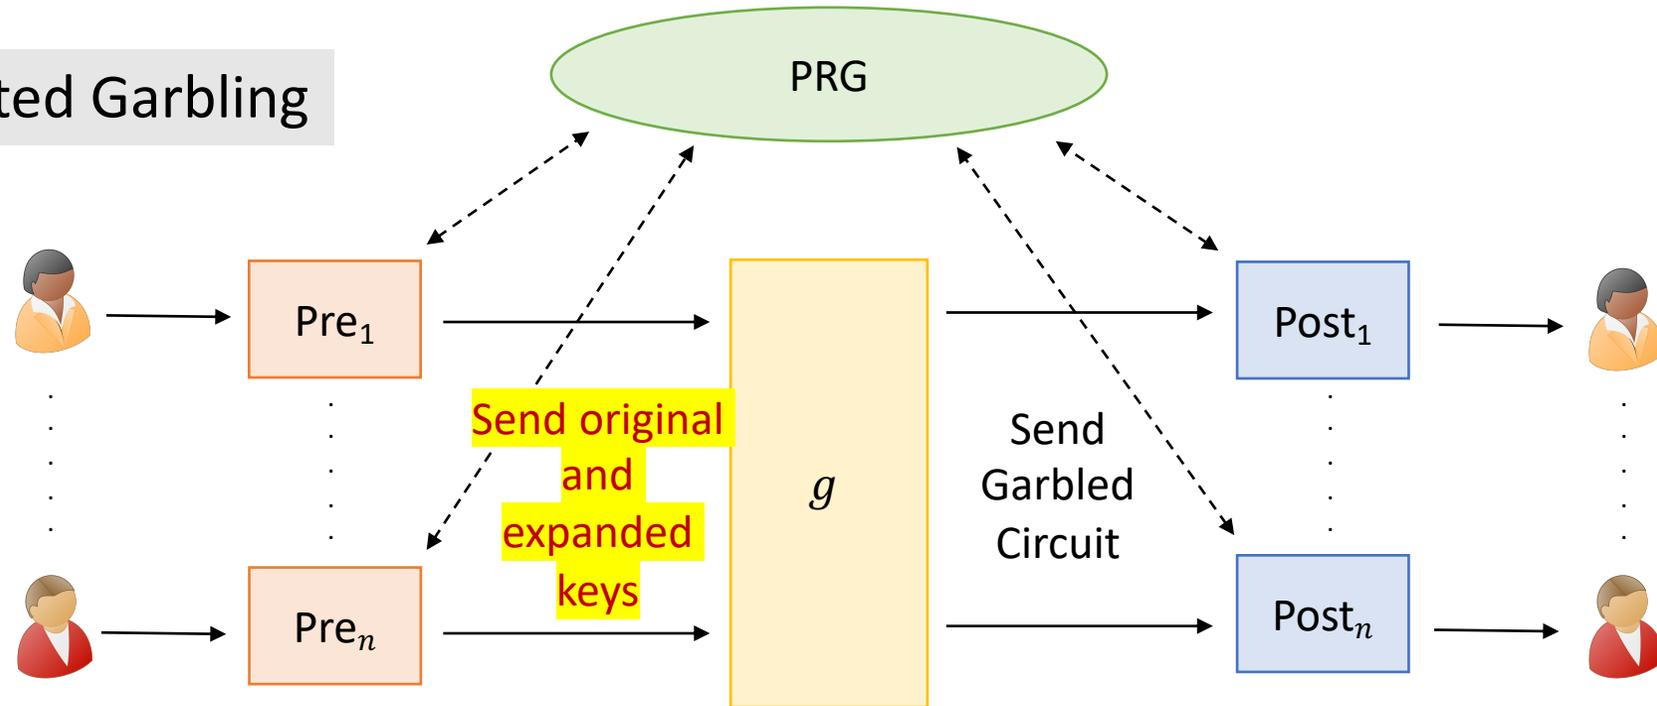 PRG
ted Garbling
Pre₁
Post₁
Send original
and
expanded
keys
g
Send
Garbled
Circuit
Preₙ
Postₙ